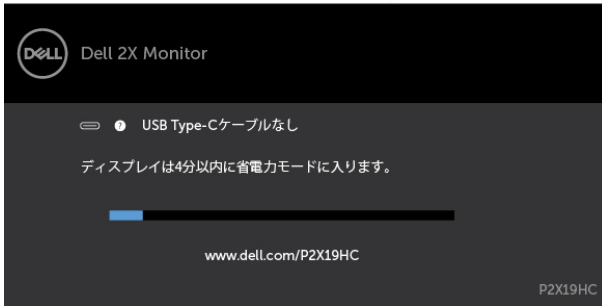 DELL
Dell 2X Monitor
? USB Type-Cケーブルなし
ディスプレイは4分以内に省電力モードに入ります。
www.dell.com/P2X19HC
P2X19HC